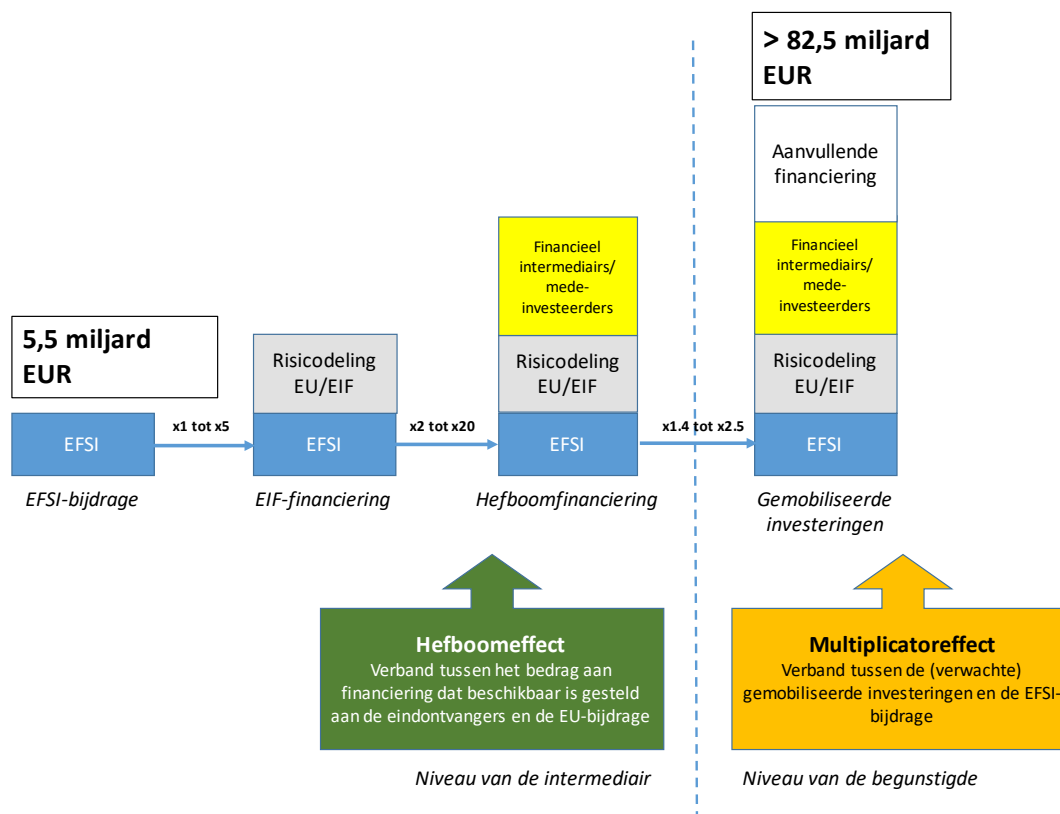 > 82,5 miljard
EUR
Aanvullende
financiering
Financieel
intermediairs/
mede-
investeerders
Financieel
intermediairs/
mede-
investeerders
5,5 miljard
EUR
Risicodeling
EU/EIF
Risicodeling
EU/EIF
Risicodeling
EU/EIF
EFSI
x1 tot x5
EFSI
x2 tot x20
EFSI
x1.4 tot x2.5
EFSI
EFSI-bijdrage
EIF-financiering
Hefboomfinanciering
Gemobiliseerde
investeringen
Hefboomeffect
Verband tussen het bedrag aan
financiering dat beschikbaar is gesteld
aan de eindontvangers en de EU-bijdrage
Multiplicatoreffect
Verband tussen de (verwachte)
gemobiliseerde investeringen en de EFSI-
bijdrage
Niveau van de intermediair
Niveau van de begunstigde